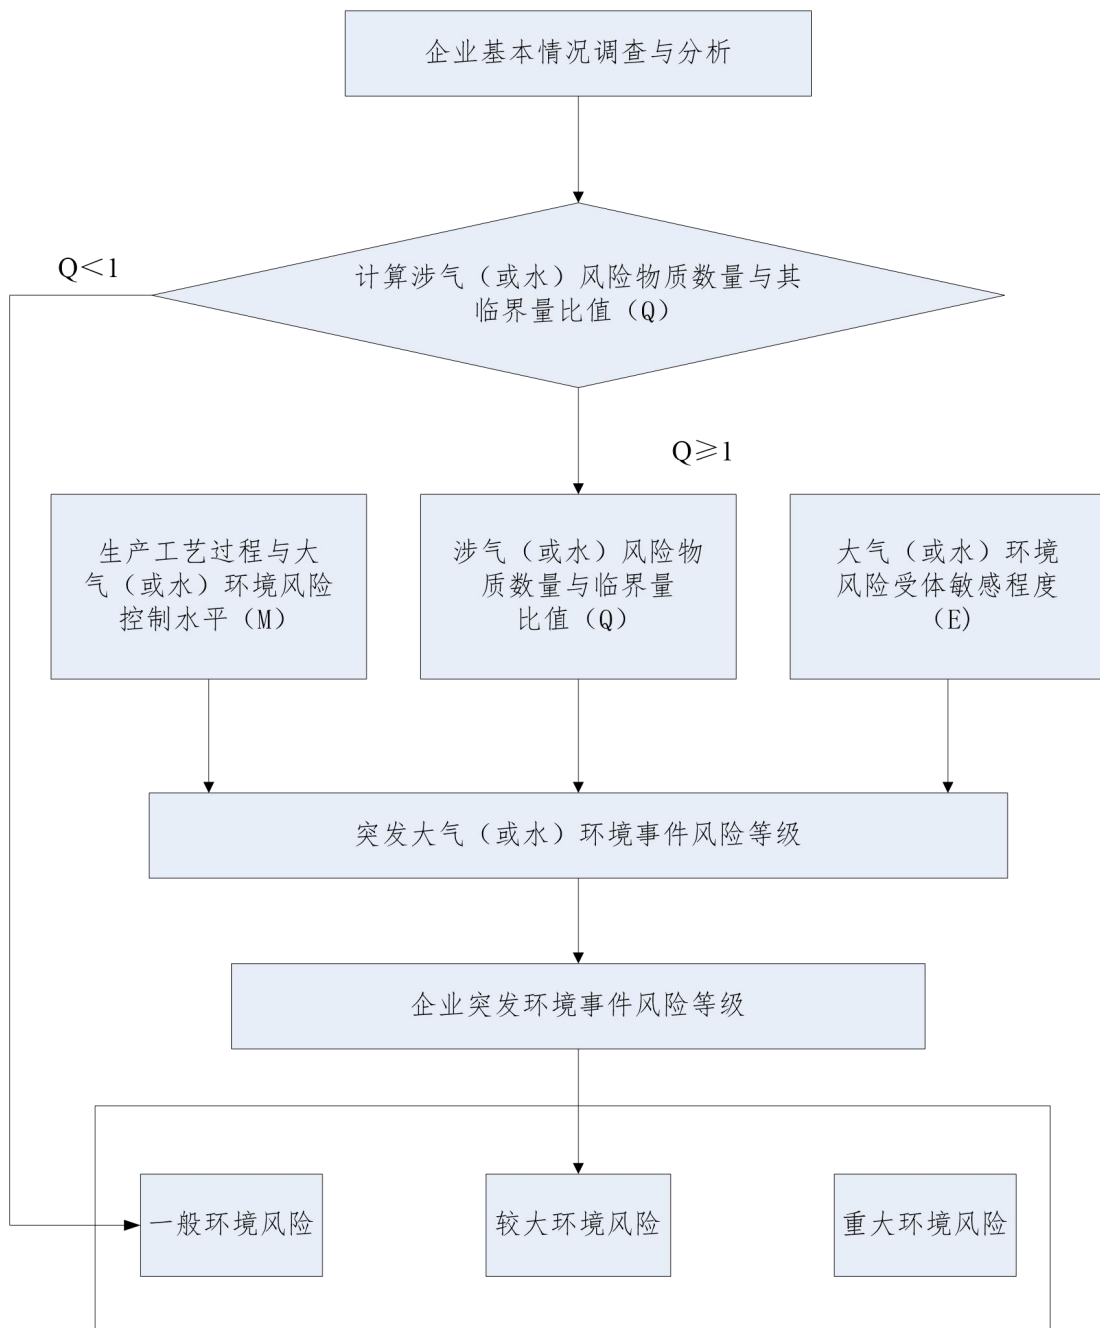 企业基本情况调查与分析
Q＜1
计算涉气（或水）风险物质数量与其
临界量比值（Q）
Q≥1
生产工艺过程与大
气（或水）环境风险
控制水平（M）
涉气（或水）风险物
质数量与临界量
比值（Q）
大气（或水）环境
风险受体敏感程度
（E)
突发大气（或水）环境事件风险等级
企业突发环境事件风险等级
一般环境风险
较大环境风险
重大环境风险